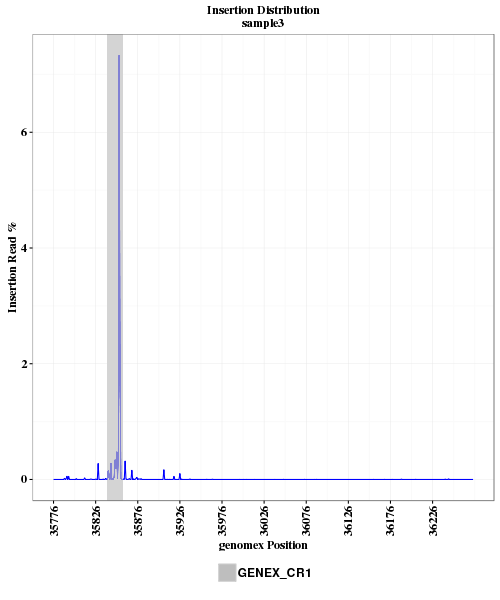 Insertion Distribution
sample3
Insertion Read %
6
4
2
0
35776
35826
35876
35926
35976
36026
36076
36126
36176
36226
genomex Position
GENEX_CR1